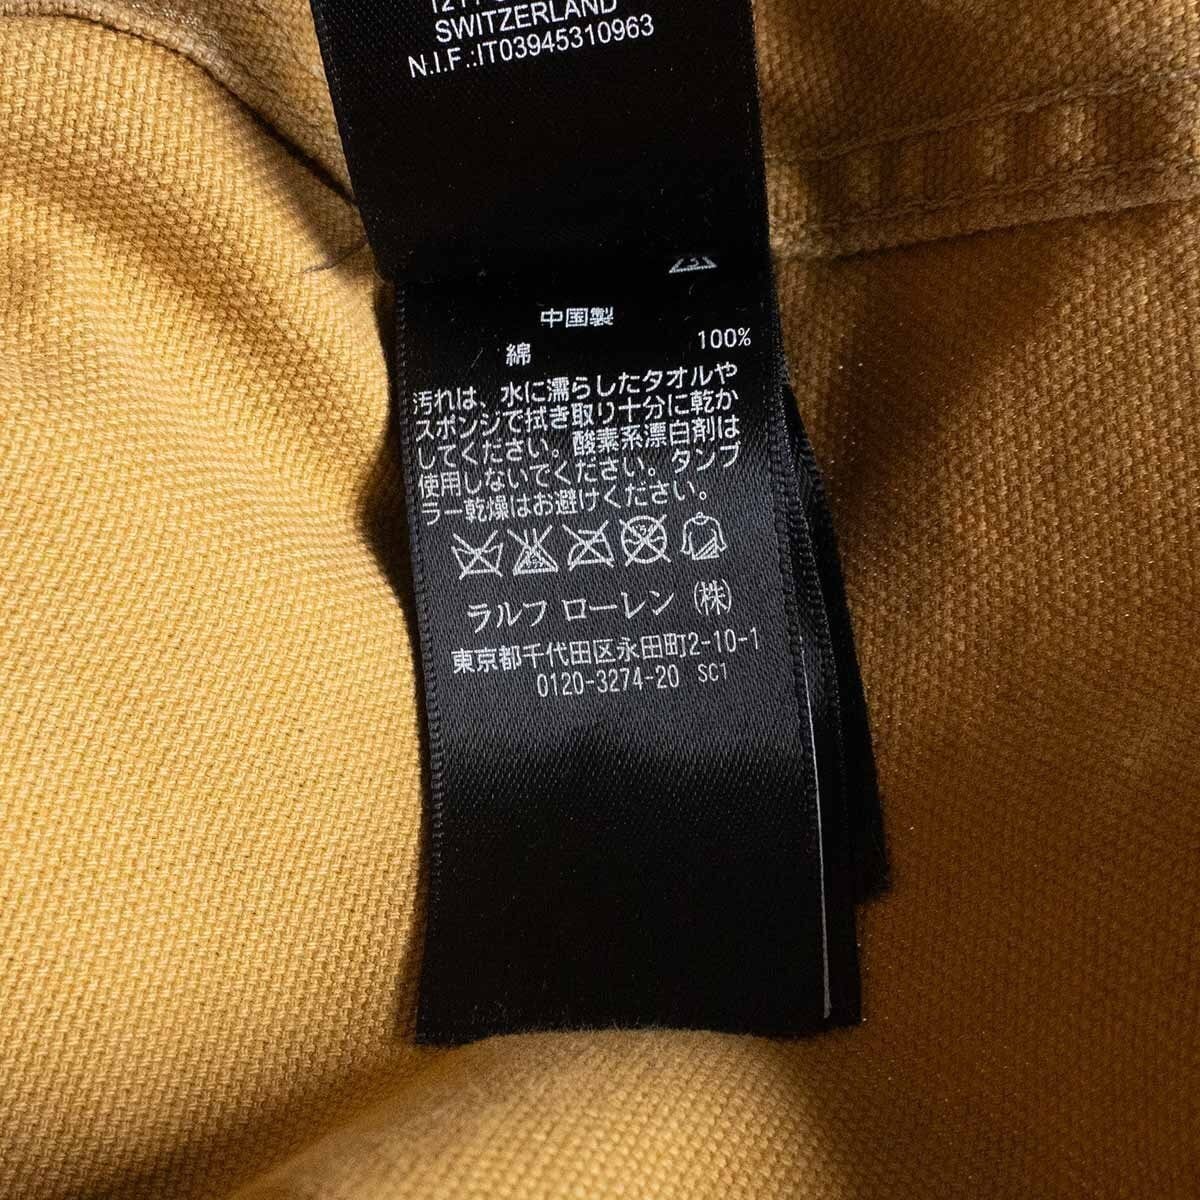 SWITZERLAND
N.I.F.:IT03945310963
中国製
綿 100%
汚れは、水に濡らしたタオルや
スポンジで拭き取り十分に乾か
してください。酸素系漂白剤は
使用しないでください。タンブ
ラー乾燥はお避けください。
ラルフ ローレン (株)
東京都千代田区永田町2-10-1
0120-3274-20 SC1